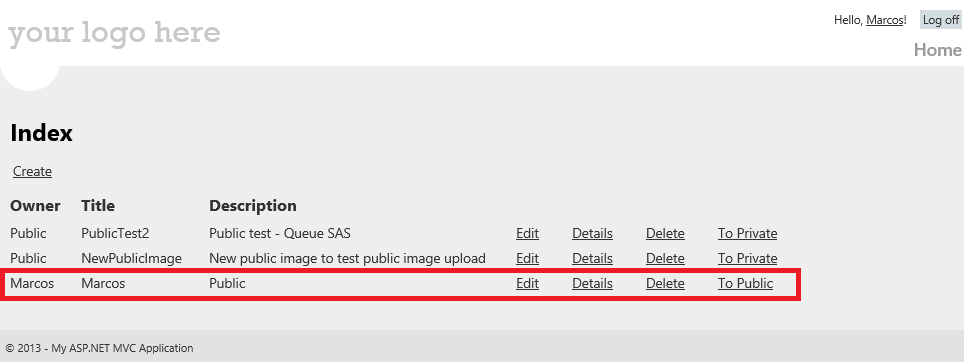 Hello, Marcos! Log off
your logo here
Home
Index
Create
Owner Title Description
Public PublicTest2 Public test - Queue SAS Edit Details Delete To Private
Public NewPublicImage New public image to test public image upload Edit Details Delete To Private
Marcos Marcos Public Edit Details Delete To Public
© 2013 - My ASP.NET MVC Application